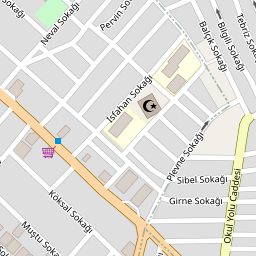 Pervin Sokağı
Neval Sokağı
Balçık Sokağı
Bilgili Sokağı
Tebriz Sokağı
İsfahan Sokağı
Plevne Sokağı
Sibel Sokağı
Girne Sokağı
Okul Yolu Caddesi
Köksal Sokağı
Muştu Sokağı